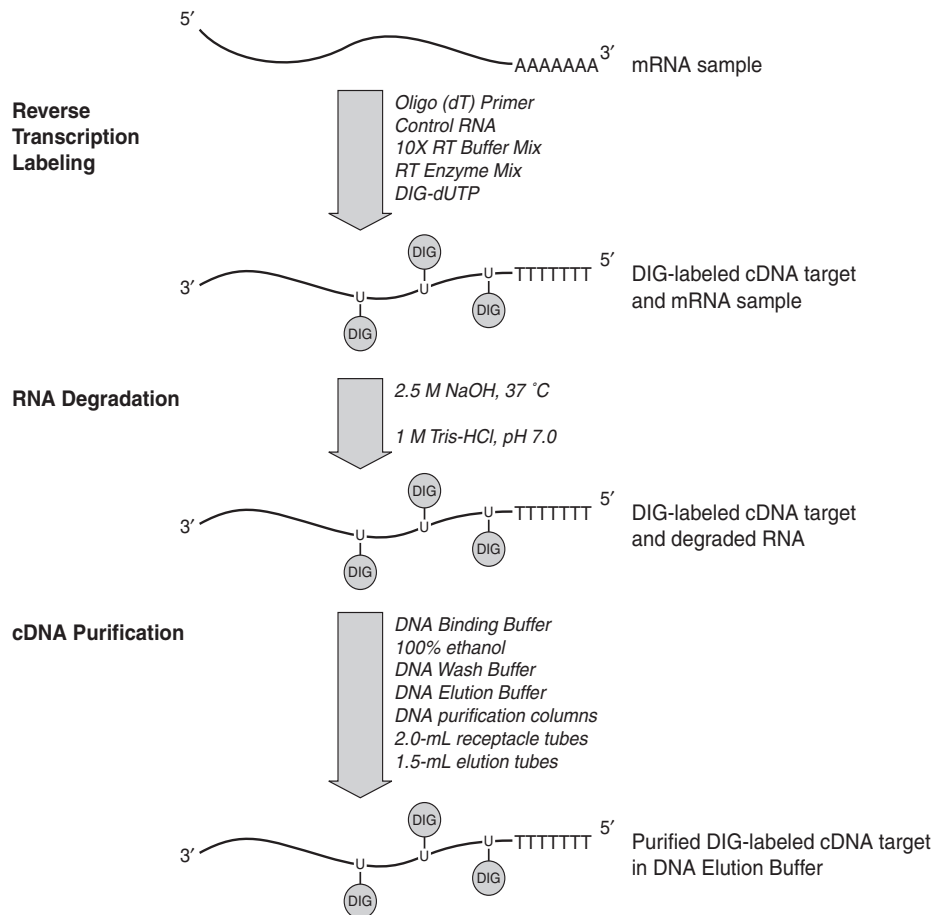 5′
AAAAAAA 3′
mRNA sample
Reverse
Transcription
Labeling
Oligo (dT) Primer
Control RNA
10X RT Buffer Mix
RT Enzyme Mix
DIG-dUTP
3′
U
DIG
DIG
U
U
DIG
TTTTTTT
5′
DIG-labeled cDNA target
and mRNA sample
RNA Degradation
2.5 M NaOH, 37 ˚C
1 M Tris-HCl, pH 7.0
3′
U
DIG
DIG
U
U
DIG
TTTTTTT
5′
DIG-labeled cDNA target
and degraded RNA
cDNA Purification
DNA Binding Buffer
100% ethanol
DNA Wash Buffer
DNA Elution Buffer
DNA purification columns
2.0-mL receptacle tubes
1.5-mL elution tubes
3′
U
DIG
DIG
U
U
DIG
TTTTTTT
5′
Purified DIG-labeled cDNA target
in DNA Elution Buffer